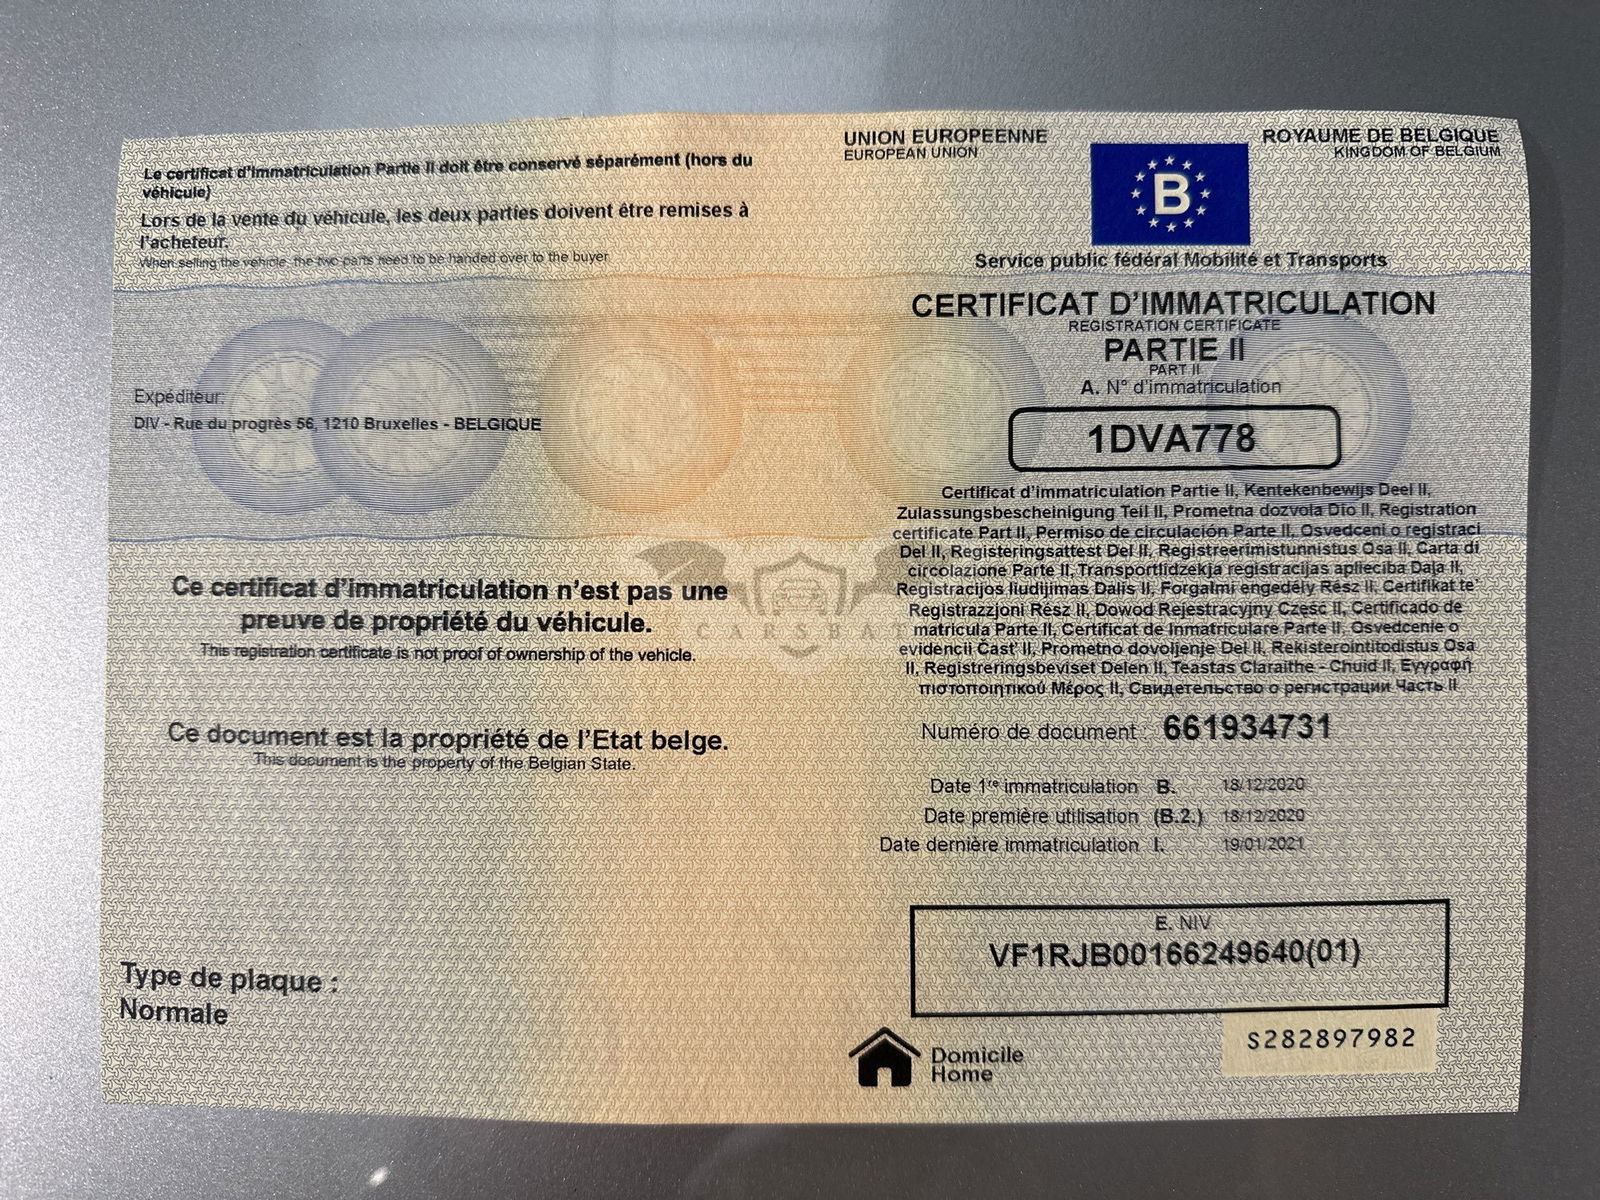 Le certificat d'immatriculation Partie II doit être conservé séparément (hors du
véhicule)
Lors de la vente du véhicule, les deux parties doivent être remises à
l'acheteur.
When selling the vehicle, the two parts need to be handed over to the buyer
Expéditeur:
DIV - Rue du progrès 56, 1210 Bruxelles - BELGIQUE
Ce certificat d'immatriculation n'est pas une
preuve de propriété du véhicule.
This registration certificate is not proof of ownership of the vehicle.
Ce document est la propriété de l'Etat belge.
This document is the property of the Belgian State.
Type de plaque :
Normale
UNION EUROPEENNE
EUROPEAN UNION
B
ROYAUME DE BELGIQUE
KINGDOM OF BELGIUM
Service public fédéral Mobilité et Transports
CERTIFICAT D'IMMATRICULATION
REGISTRATION CERTIFICATE
PARTIE II
PART II
A. N° d'immatriculation
1DVA778
Certificat d'immatriculation Partie II, Kentekenbewijs Deel II,
Zulassungsbescheinigung Teil II, Prometna dozvola Dio II, Registration
certificate Part II, Permiso de circulación Parte II, Osvedceni o registraci
Del II, Registeringsattest Del II, Registreerimistunnistus Osa II, Carta di
circolazione Parte II, Transportlidzekja registracijas aplieciba Daļa II,
Registracijos liudijimas Dalis II, Forgalmi engedély Rész II, Certifikat te'
Registrazzjoni Rész II, Dowod Rejestracyjny Część II, Certificado de
matricula Parte II, Certificat de Inmatriculare Parte II, Osvedcenie o
evidencii Časť II, Prometno dovoljenje Del II, Rekisterointitodistus Osa
II, Registreringsbeviset Delen II, Teastas Claraithe - Chuid II, Εγγραφή
πιστοποιητικού Μέρος II, Свидетельство о регистрации Часть II
Numéro de document : 661934731
Date 1re immatriculation B. 18/12/2020
Date première utilisation (B.2.) 18/12/2020
Date dernière immatriculation I. 19/01/2021
E. NIV
VF1RJB00166249640(01)
S282897982
Domicile
Home
CARSBAT